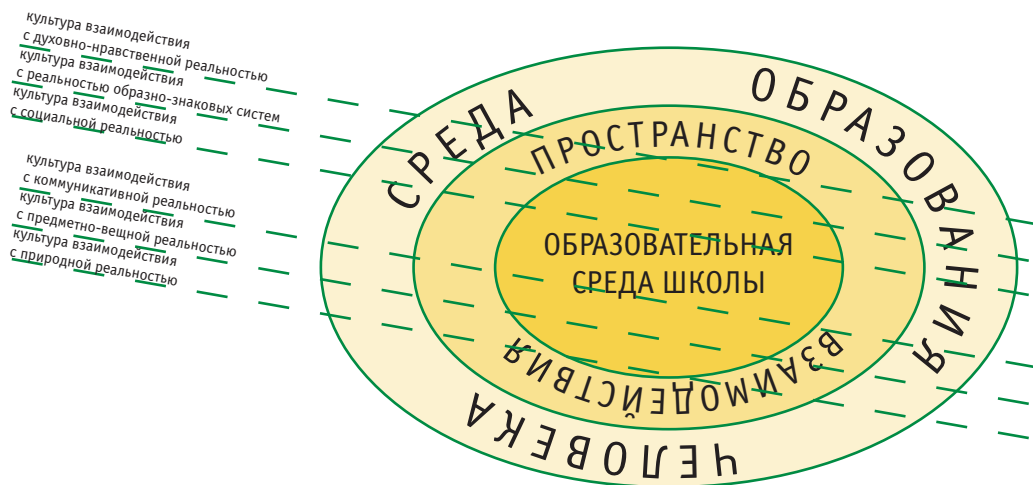 культура взаимодействия
с духовно-нравственной реальностью
культура взаимодействия
с реальностью образно-знаковых систем
культура взаимодействия
с социальной реальностью
культура взаимодействия
с коммуникативной реальностью
культура взаимодействия
с предметно-вещной реальностью
культура взаимодействия
с природной реальностью
СРЕДА ОБРАЗОВАНИЯ
ЧЕЛОВЕКА
ПРОСТРАНСТВО
ВЗАИМОДЕЙСТВИЯ
ОБРАЗОВАТЕЛЬНАЯ
СРЕДА ШКОЛЫ